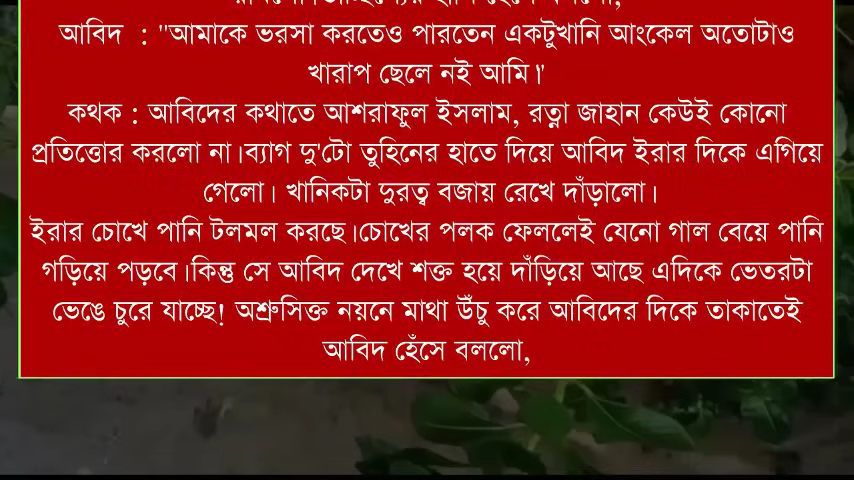 আবিদ : "আমাকে ভরসা করতেও পারতেন একটুখানি আংকেল অতোটাও
খারাপ ছেলে নই আমি।"
কথক : আবিদের কথাতে আশরাফুল ইসলাম, রত্না জাহান কেউই কোনো
প্রতিত্তোর করলো না।ব্যাগ দু'টো তুহিনের হাতে দিয়ে আবিদ ইরার দিকে এগিয়ে
গেলো। খানিকটা দুরত্ব বজায় রেখে দাঁড়ালো।
ইরার চোখে পানি টলমল করছে।চোখের পলক ফেললেই যেনো গাল বেয়ে পানি
গড়িয়ে পড়বে।কিন্তু সে আবিদ দেখে শক্ত হয়ে দাঁড়িয়ে আছে এদিকে ভেতরটা
ভেঙে চুরে যাচ্ছে! অশ্রুসিক্ত নয়নে মাথা উঁচু করে আবিদের দিকে তাকাতেই
আবিদ হেঁসে বললো,